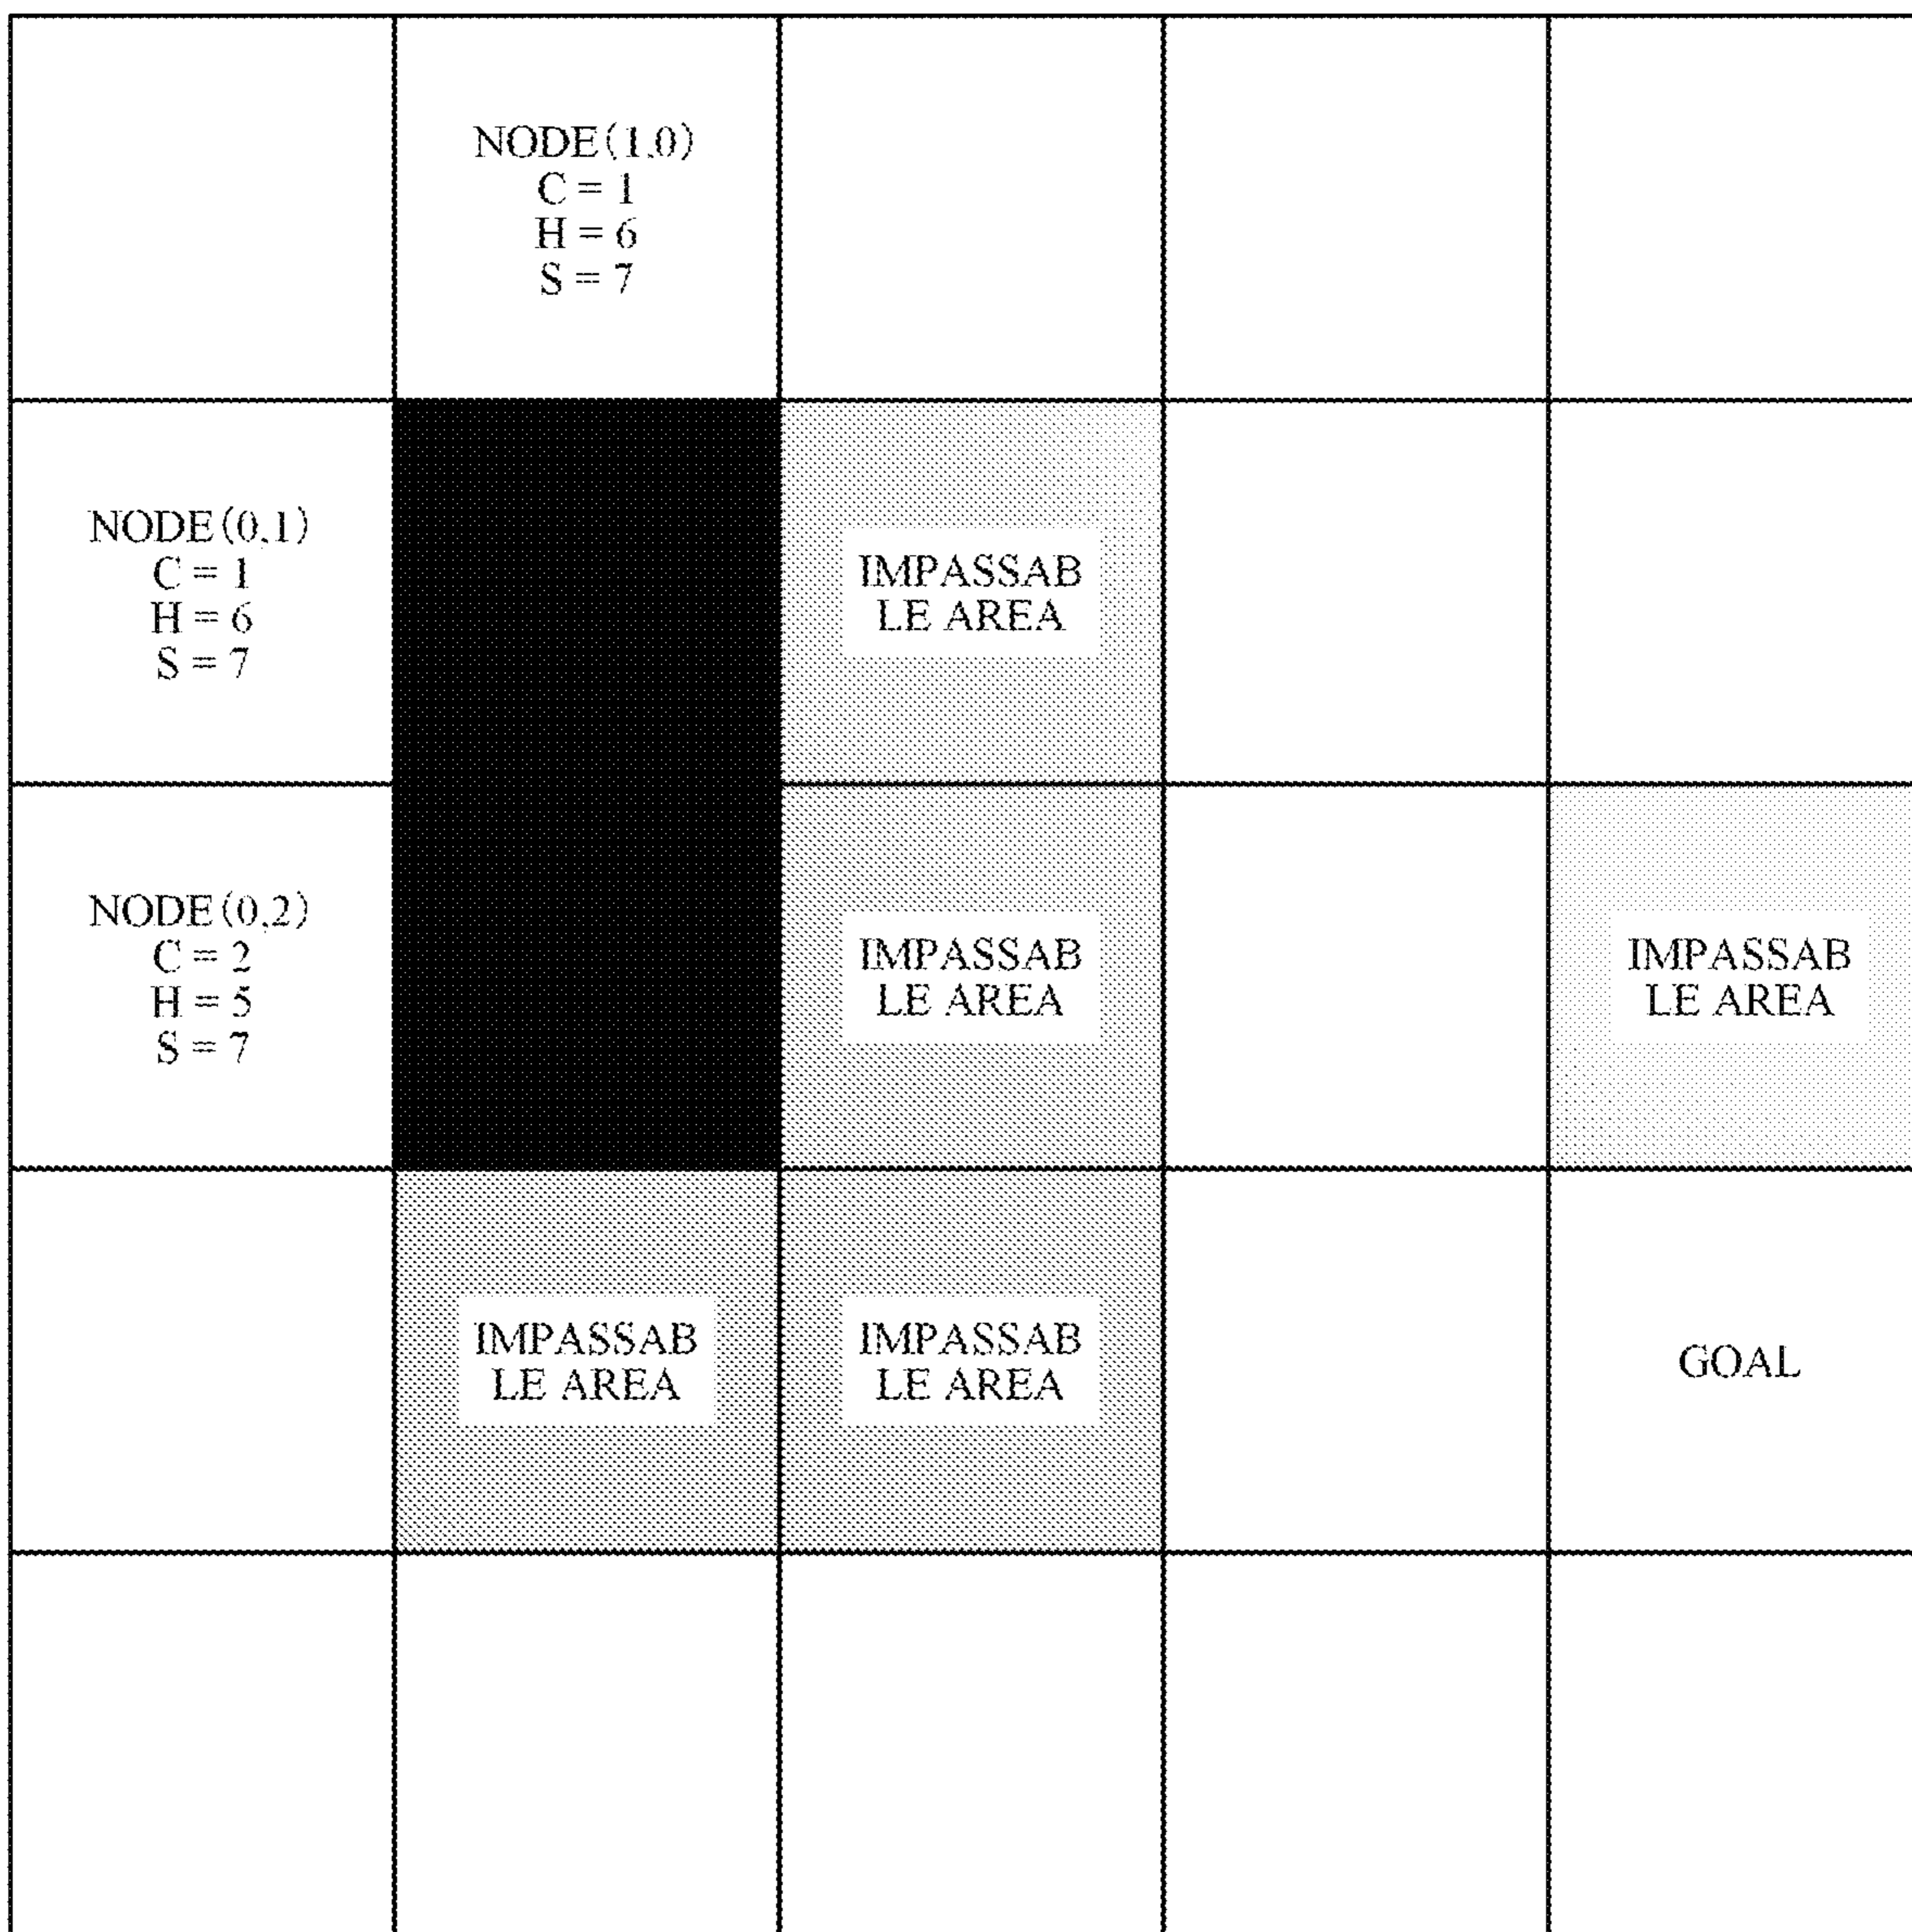 NODE(1,0)
C = 1
H = 6
S = 7
NODE(0,1)
C = 1
H = 6
S = 7
IMPASSAB
LE AREA
NODE(0,2)
C = 2
H = 5
S = 7
IMPASSAB
LE AREA
IMPASSAB
LE AREA
IMPASSAB
LE AREA
IMPASSAB
LE AREA
GOAL